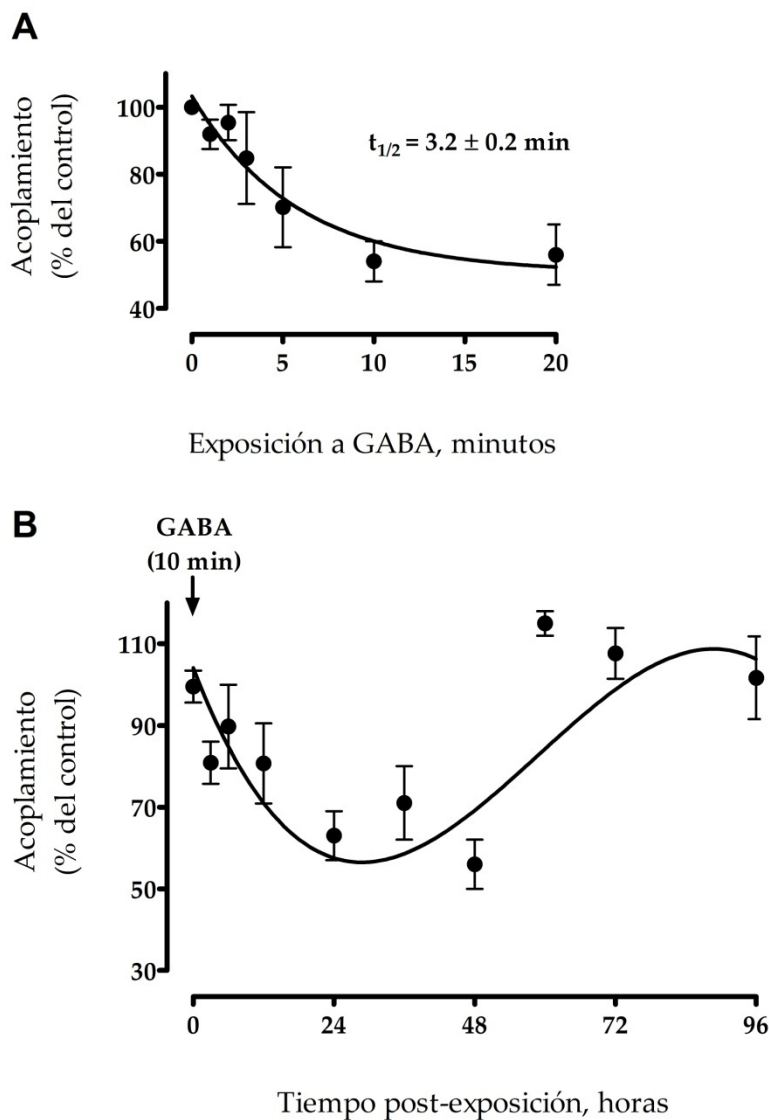 A
Acoplamiento
(% del control)
100
80
60
40
t1/2 = 3.2 ± 0.2 min
0 5 10 15 20
Exposición a GABA, minutos
B
GABA
(10 min)
Acoplamiento
(% del control)
110
90
70
50
30
0 24 48 72 96
Tiempo post-exposición, horas